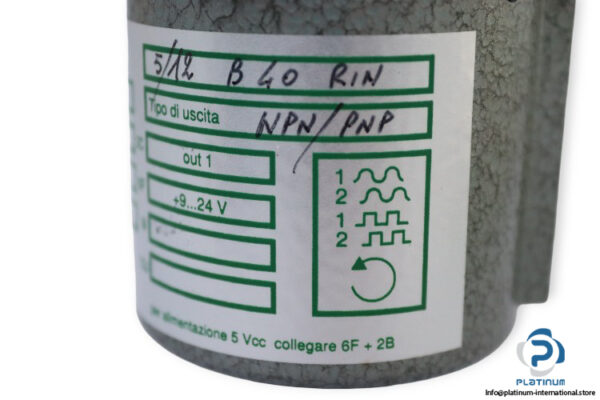 5/12 B40 RIN
Tipo di uscita NPN/PNP
out 1
+9...24 V
1
2
1
2
per alimentazione 5 Vcc collegare 6F + 2B
PLATINUM
Info@platinum-international.store